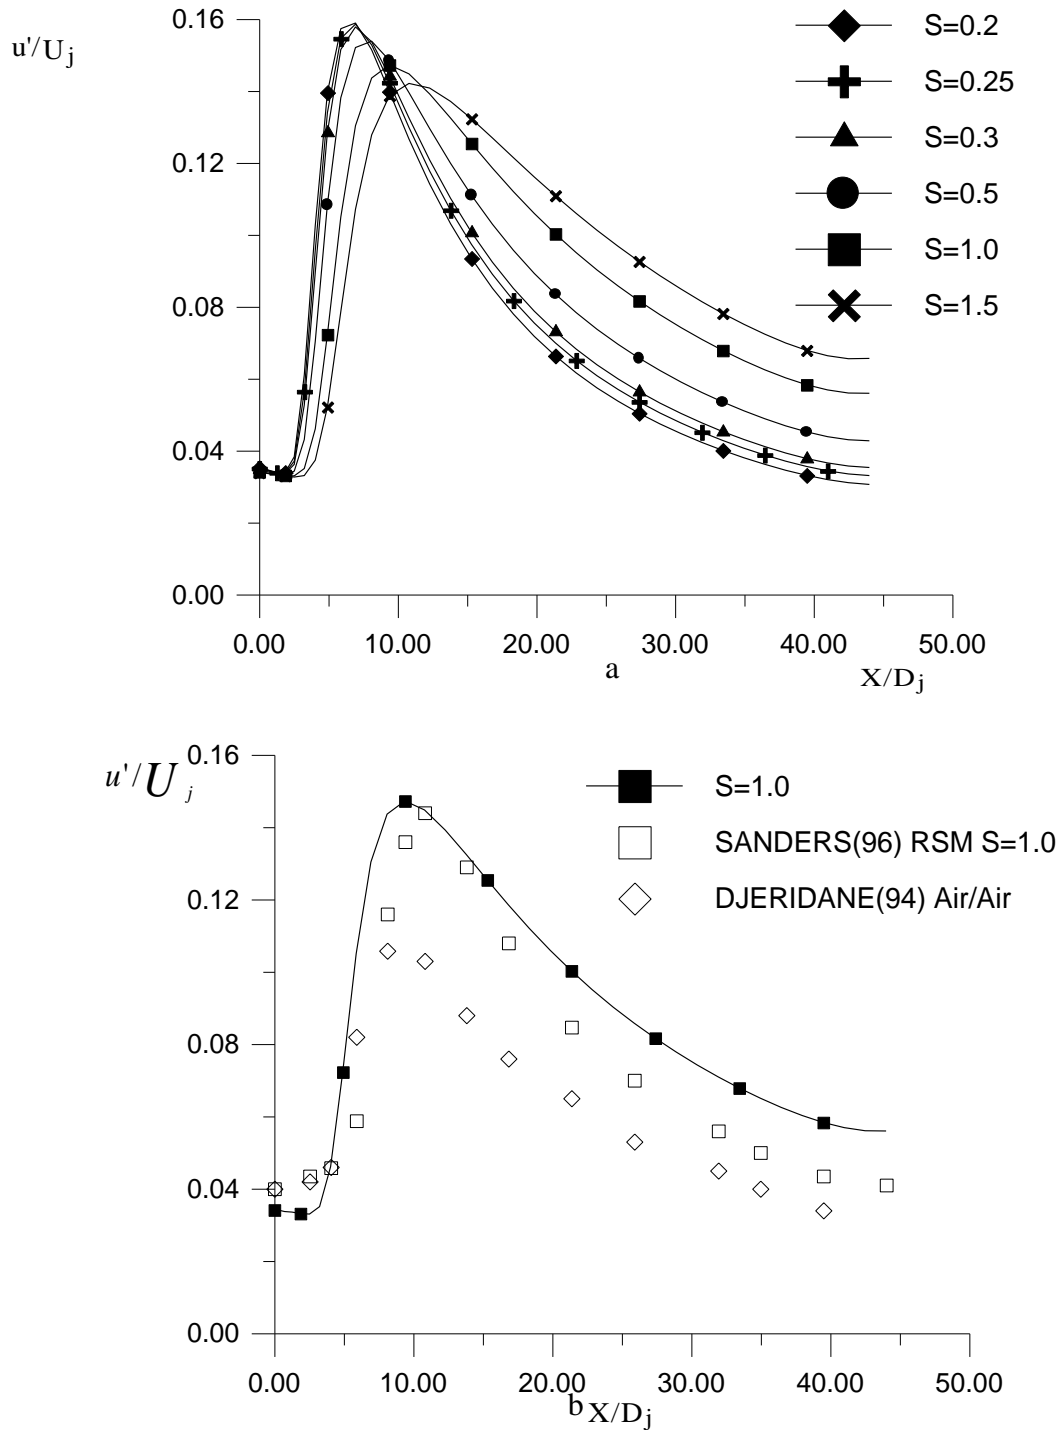 u'/Uj
0.16
0.12
0.08
0.04
0.00
0.00 10.00 20.00 30.00 40.00 50.00
a
X/Dj
S=0.2
S=0.25
S=0.3
S=0.5
S=1.0
S=1.5
u'/Uj
0.16
0.12
0.08
0.04
0.00
0.00 10.00 20.00 30.00 40.00 50.00
b X/Dj
S=1.0
SANDERS(96) RSM S=1.0
DJERIDANE(94) Air/Air